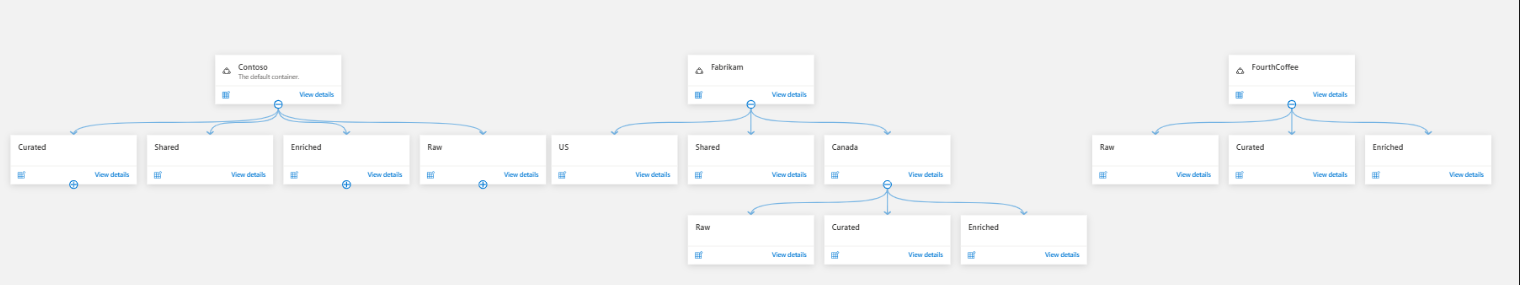 Contoso
The default container.
View details
Fabrikam
View details
FourthCoffee
View details
Curated
View details
Shared
View details
Enriched
View details
Raw
View details
US
View details
Shared
View details
Canada
View details
Raw
View details
Curated
View details
Enriched
View details
Raw
View details
Curated
View details
Enriched
View details